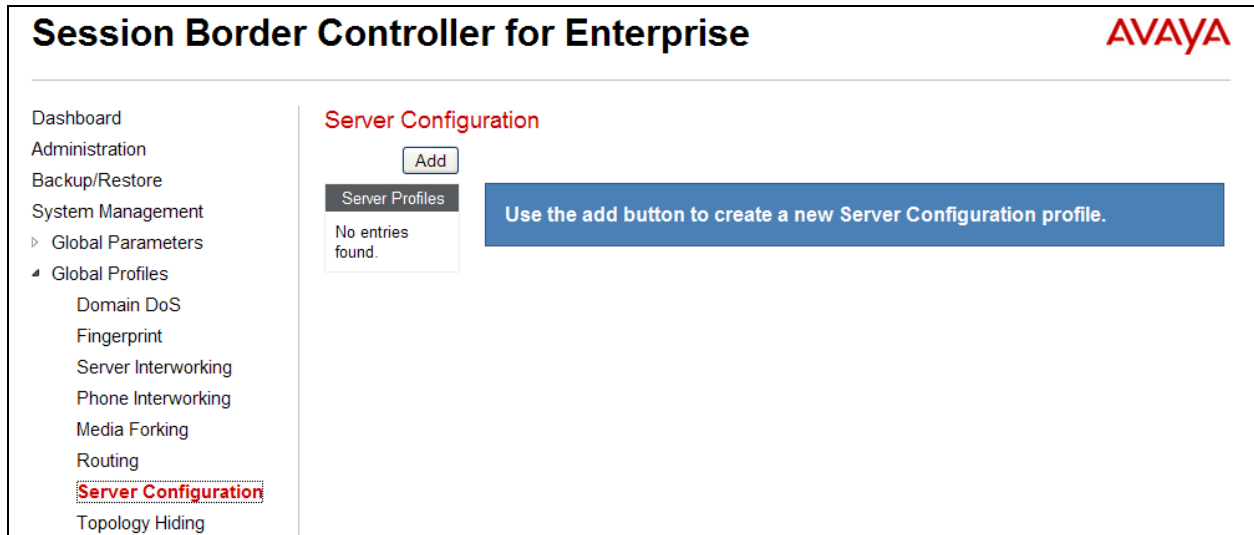 Session Border Controller for Enterprise
AVAYA
Dashboard
Administration
Backup/Restore
System Management
Global Parameters
Global Profiles
Domain DoS
Fingerprint
Server Interworking
Phone Interworking
Media Forking
Routing
Server Configuration
Topology Hiding
Server Configuration
Add
Server Profiles
No entries
found.
Use the add button to create a new Server Configuration profile.